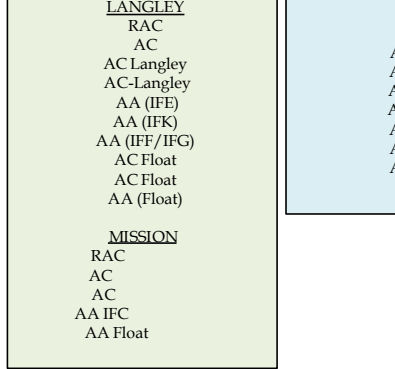 LANGLEY
RAC
AC
AC Langley
AC-Langley
AA (IFE)
AA (IFK)
AA (IFF/IFG)
AC Float
AC Float
AA (Float)
MISSION
RAC
AC
AC
AA IFC
AA Float